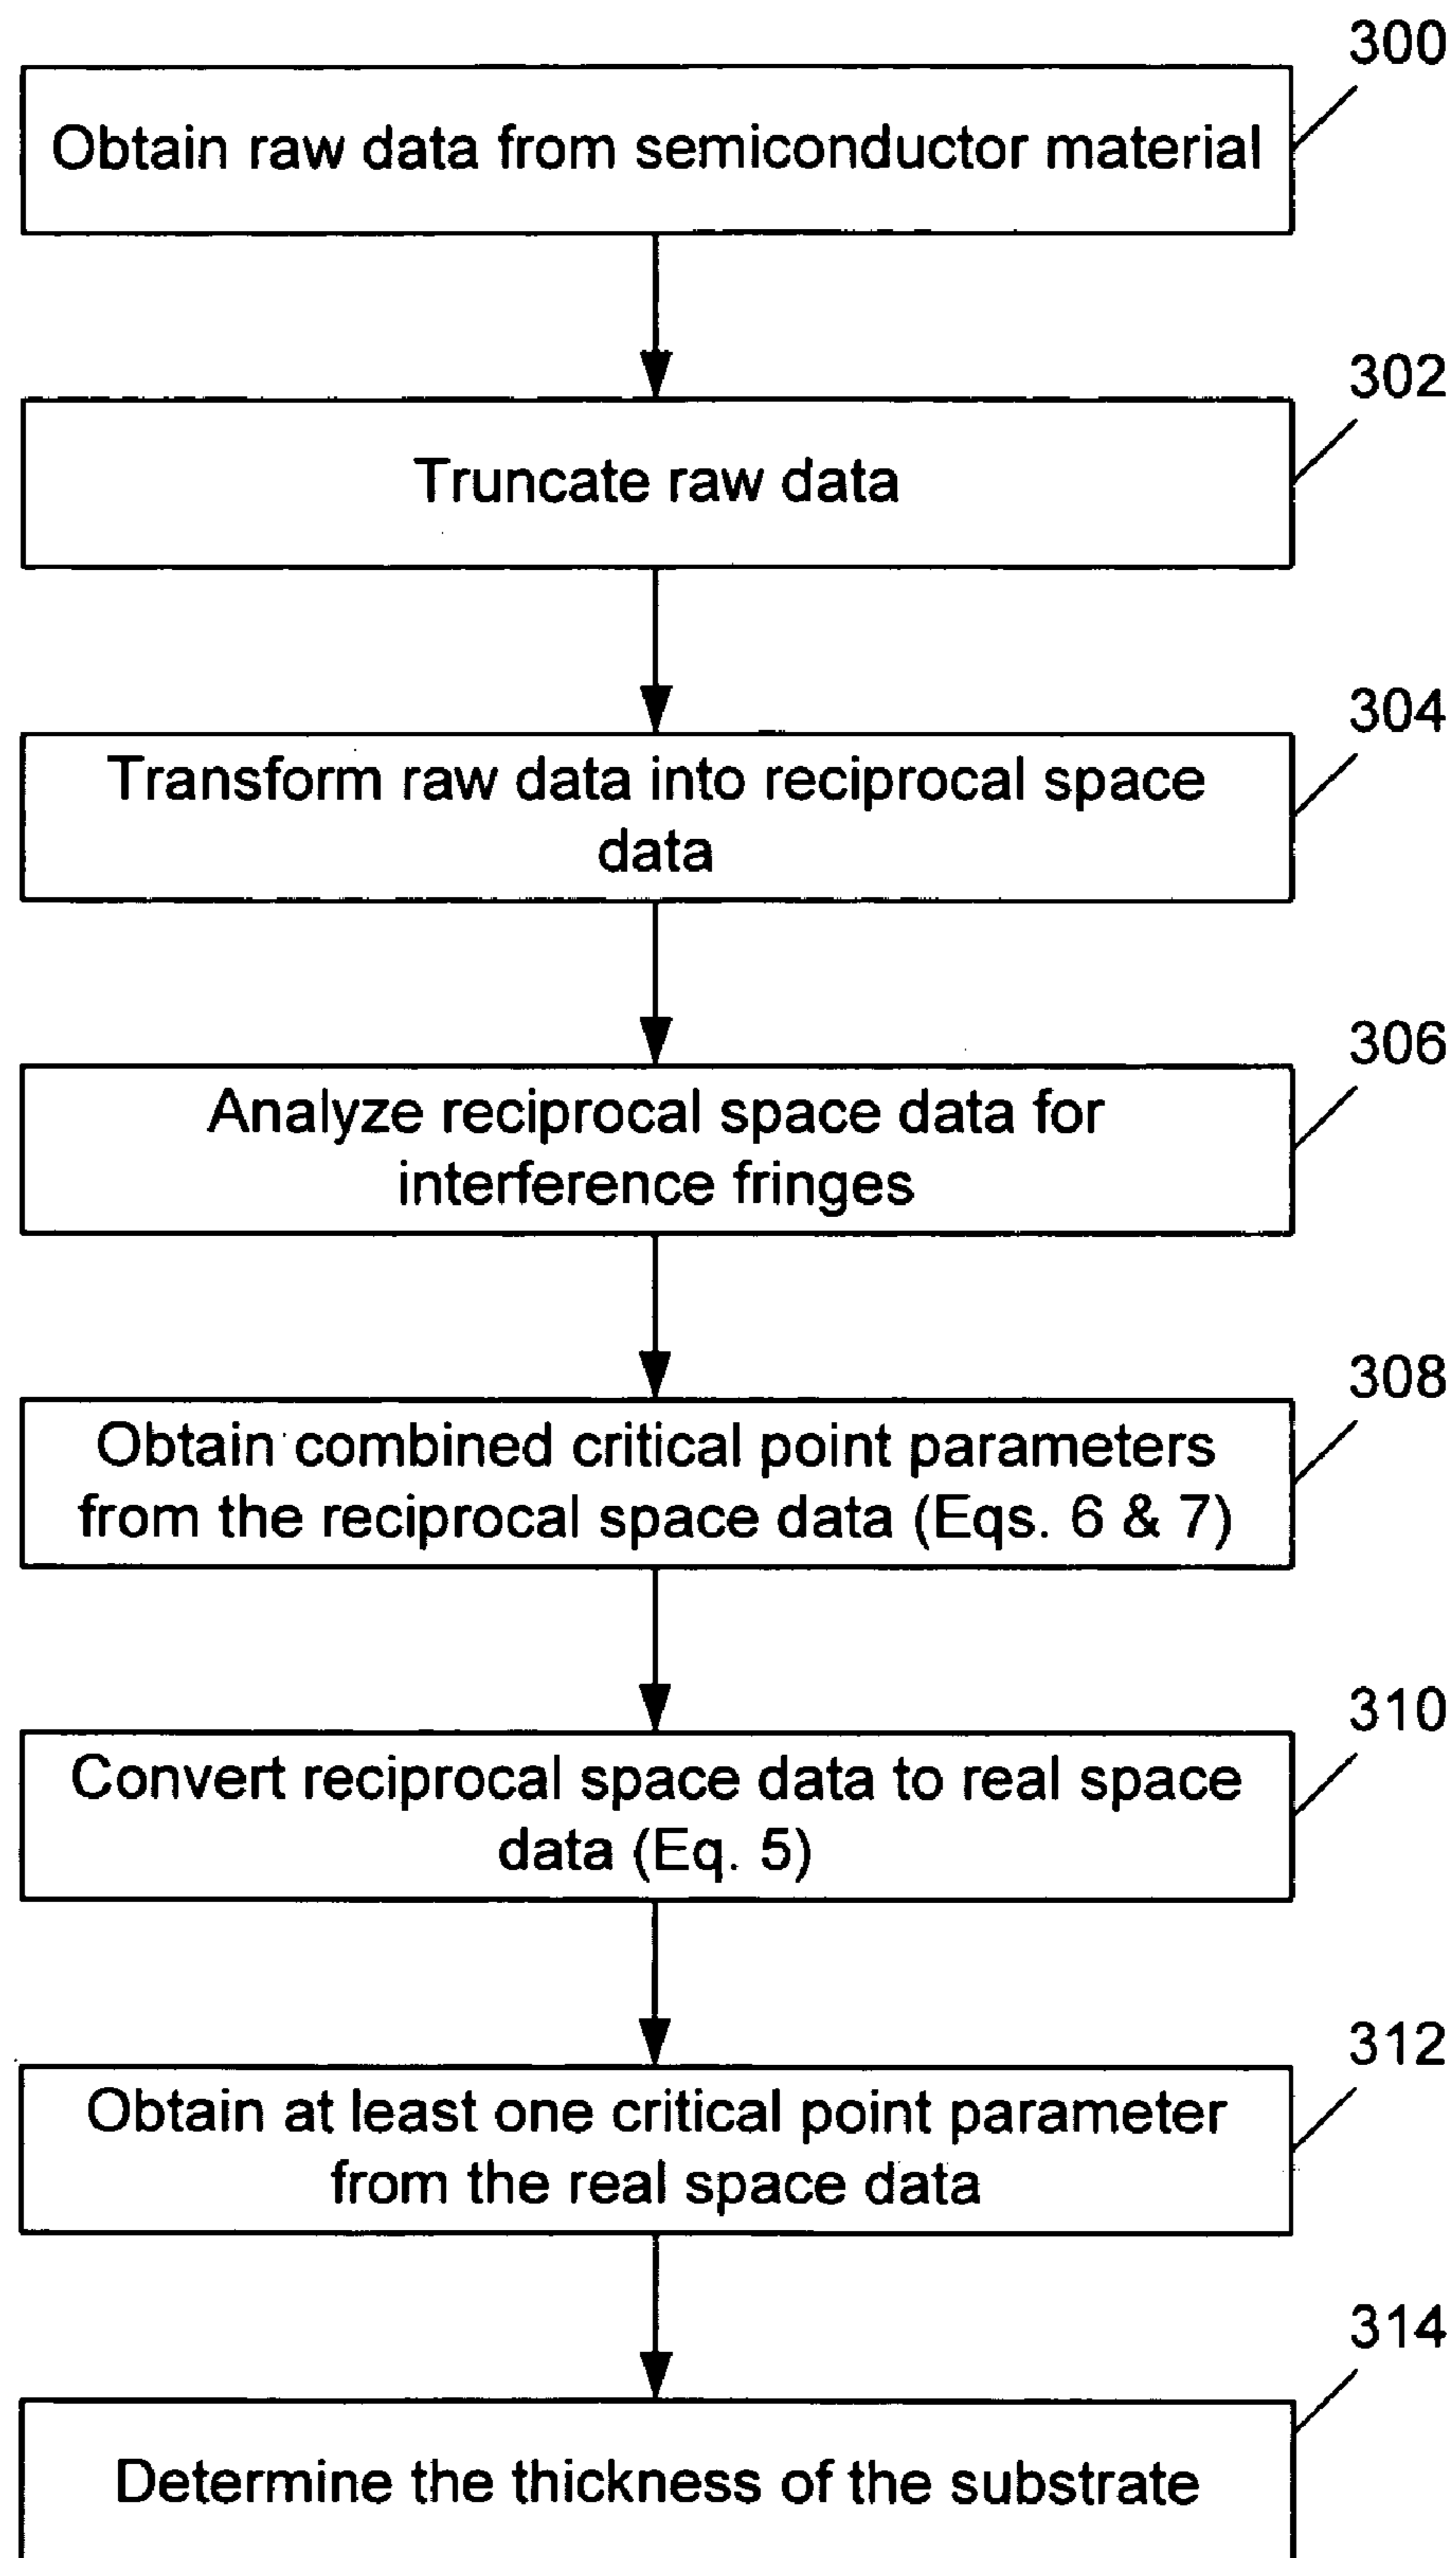 300
Obtain raw data from semiconductor material
302
Truncate raw data
304
Transform raw data into reciprocal space
data
306
Analyze reciprocal space data for
interference fringes
308
Obtain combined critical point parameters
from the reciprocal space data (Eqs. 6 & 7)
310
Convert reciprocal space data to real space
data (Eq. 5)
312
Obtain at least one critical point parameter
from the real space data
314
Determine the thickness of the substrate